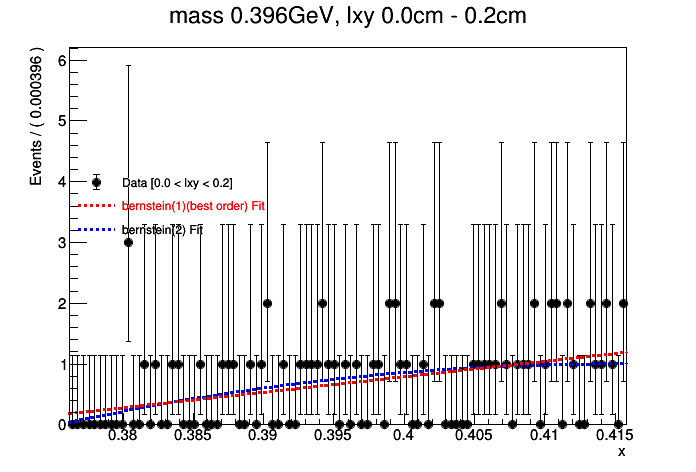 mass 0.396GeV, lxy 0.0cm - 0.2cm
Events / ( 0.000396 )
6
5
4
3
2
1
0
Data [0.0 < lxy < 0.2]
bernstein(1)(best order) Fit
bernstein(2) Fit
0.38 0.385 0.39 0.395 0.4 0.405 0.41 0.415
x